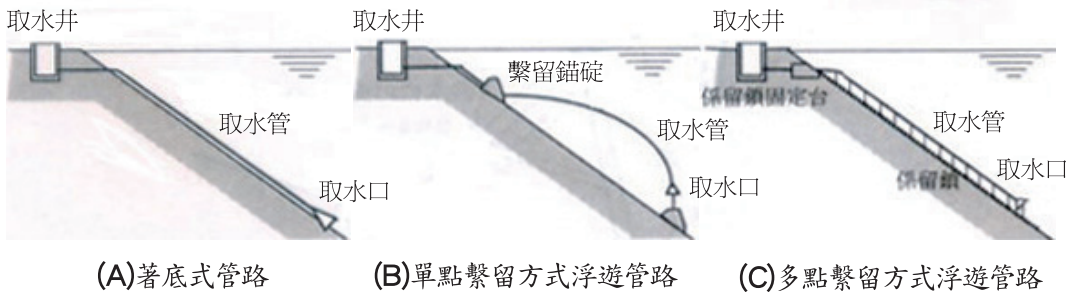 取水井
取水管
取水口
(A)著底式管路
取水井
繫留錨碇
取水管
取水口
(B)單點繫留方式浮遊管路
取水井
係留鎖固定台
取水管
取水口
係留鎖
(C)多點繫留方式浮遊管路